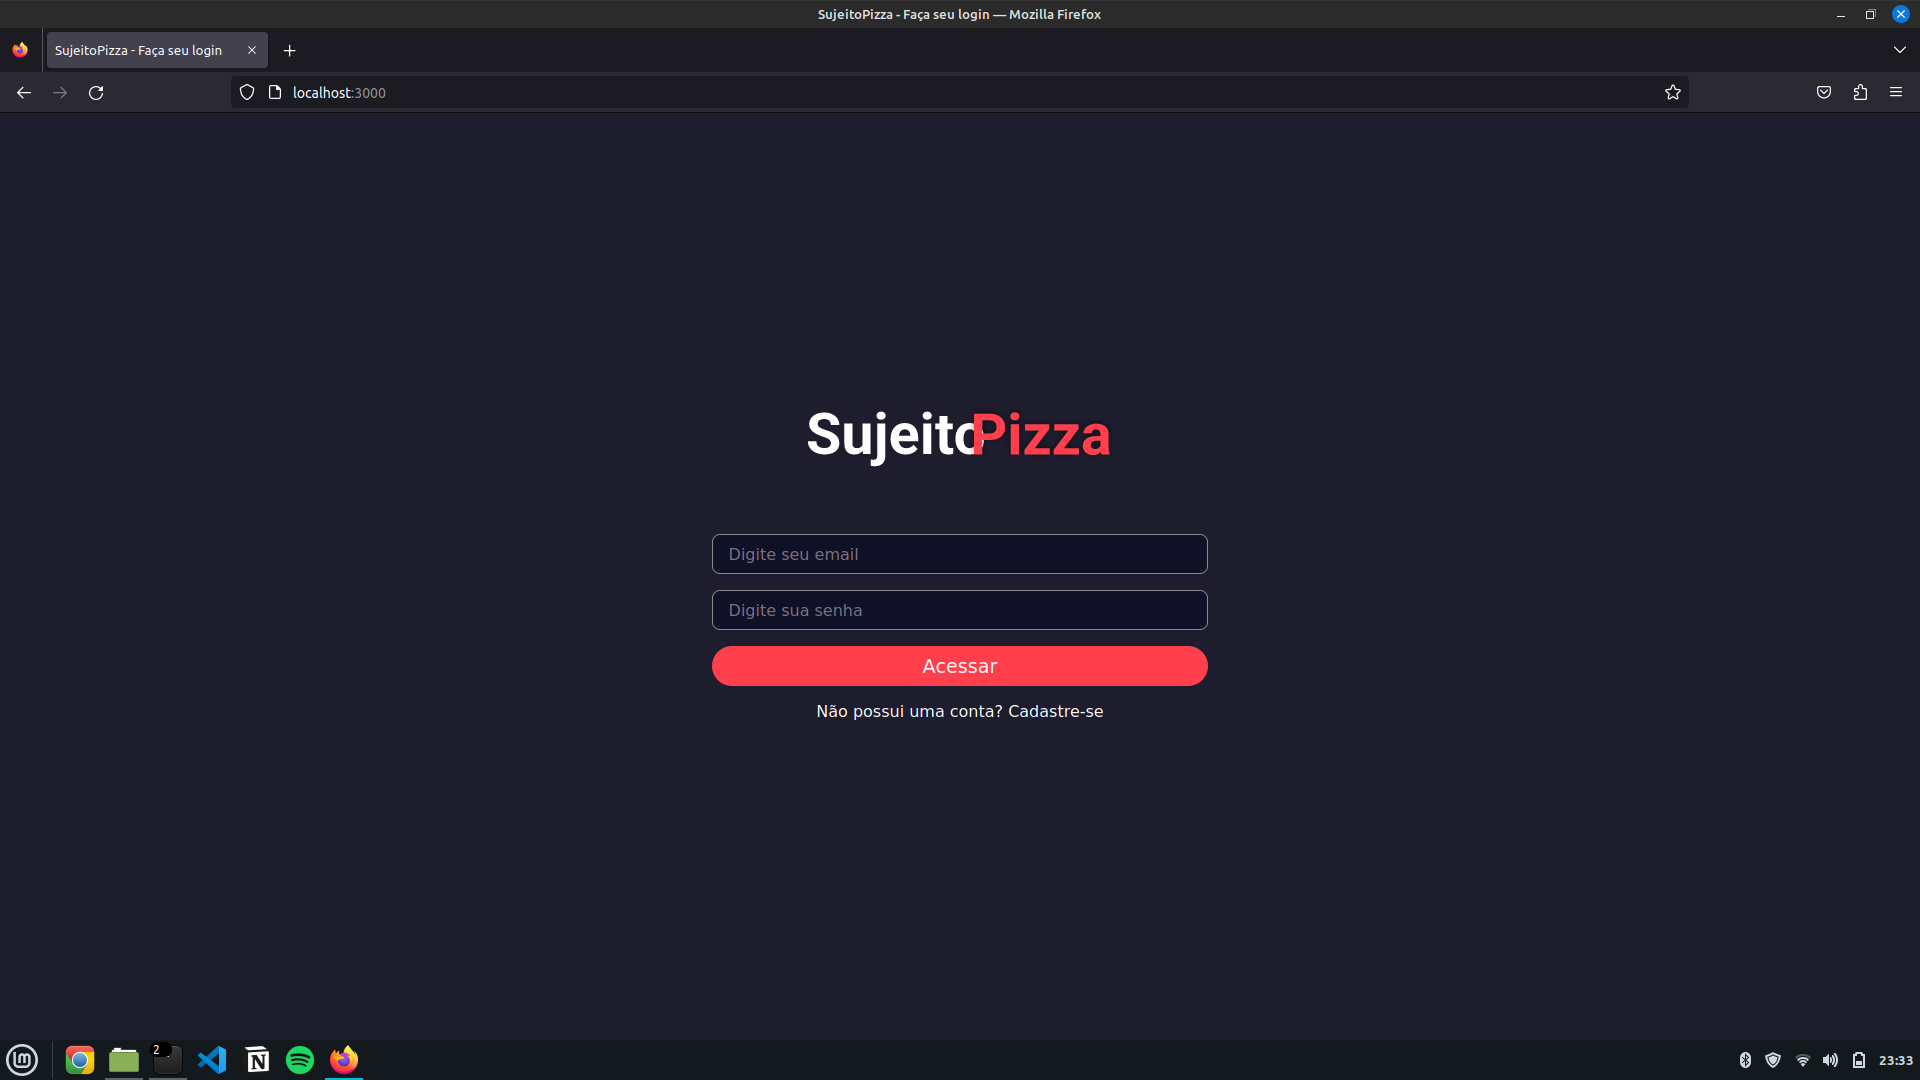 SujeitoPizza - Faça seu login — Mozilla Firefox
SujeitoPizza - Faça seu login
localhost:3000
SujeitoPizza
Digite seu email
Digite sua senha
Acessar
Não possui uma conta? Cadastre-se
2
23:33